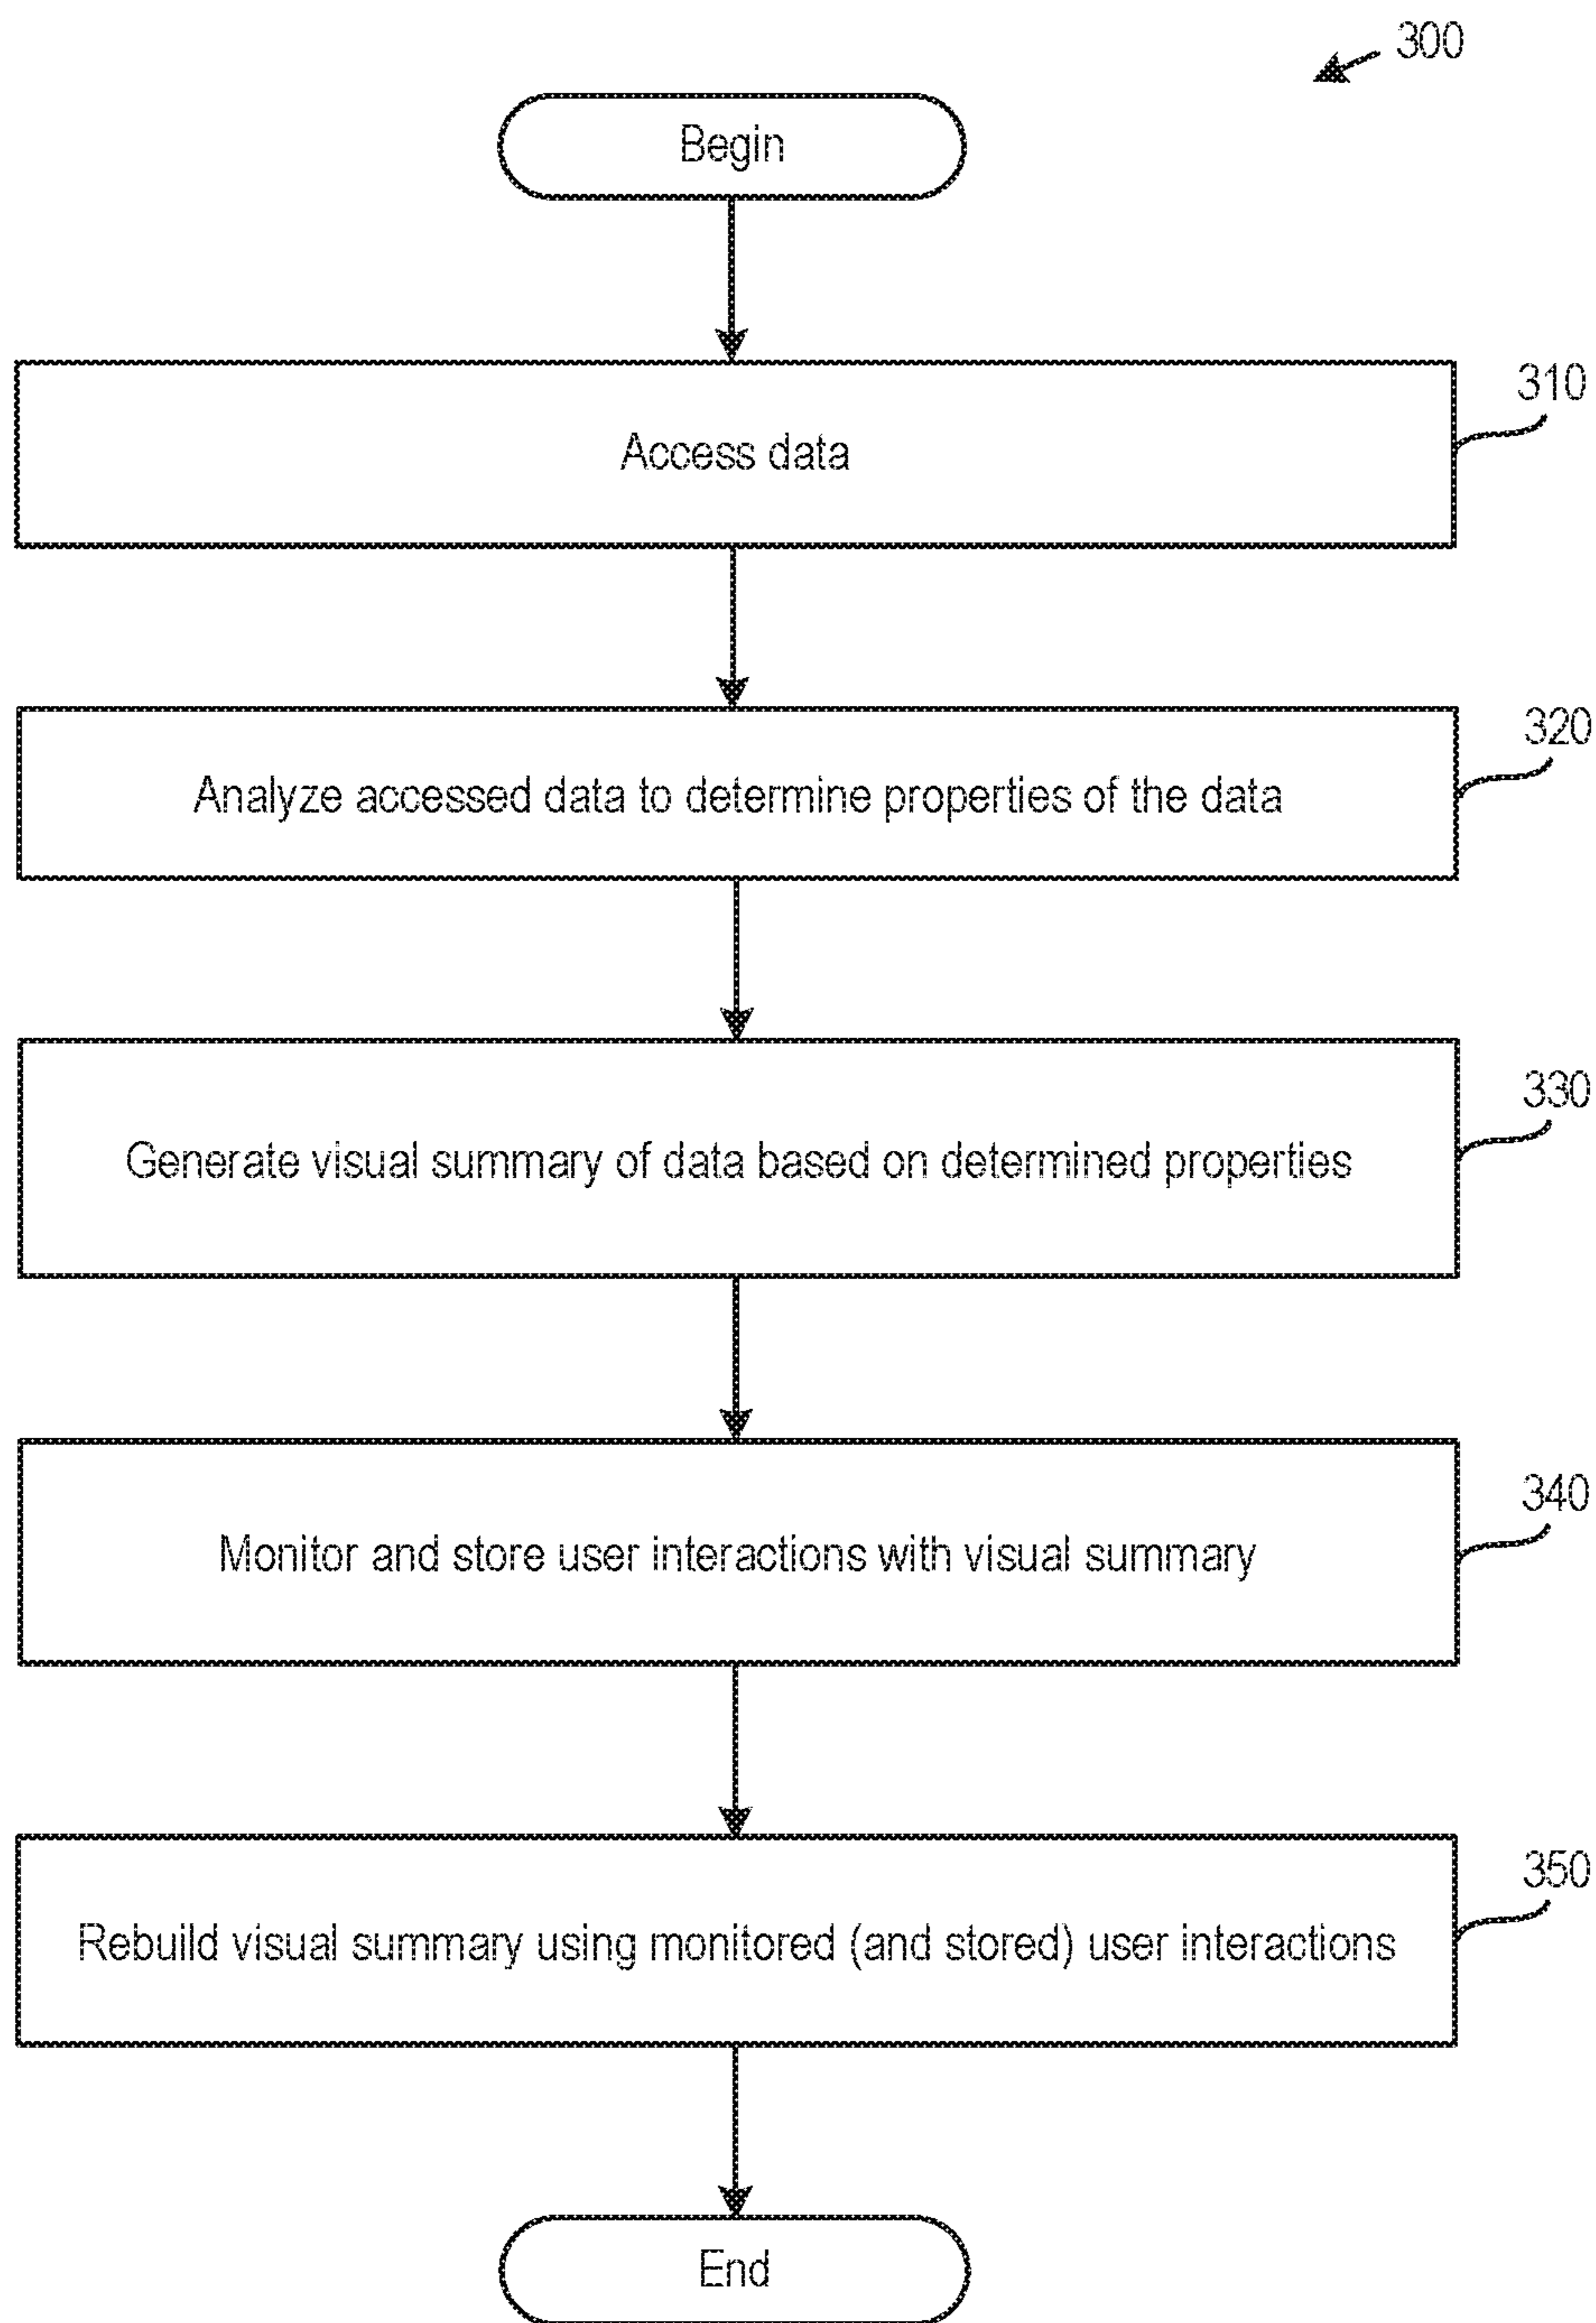 300
Begin
310
Access data
320
Analyze accessed data to determine properties of the data
330
Generate visual summary of data based on determined properties
340
Monitor and store user interactions with visual summary
350
Rebuild visual summary using monitored (and stored) user interactions
End